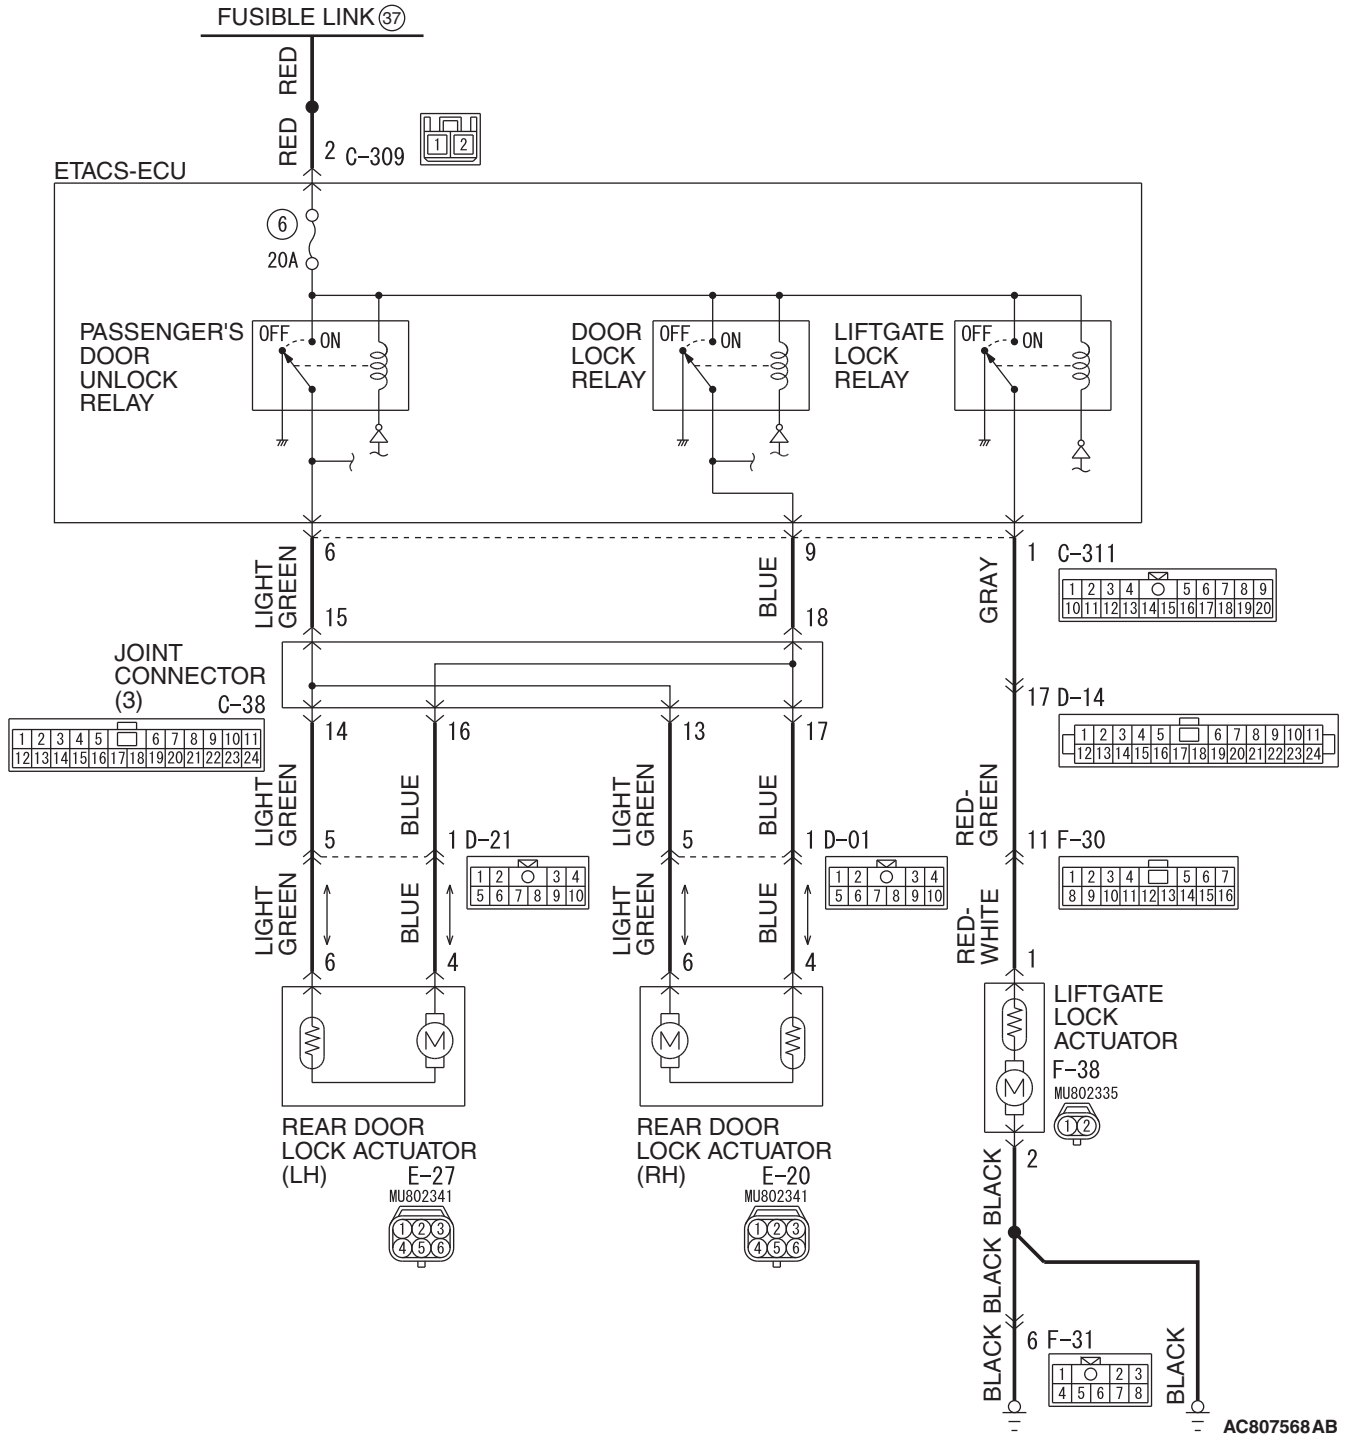 FUSIBLE LINK 37
RED
RED
2 C-309
1 2
ETACS-ECU
6
20A
PASSENGER'S
DOOR
UNLOCK
RELAY
OFF ON
DOOR
LOCK
RELAY
OFF ON
LIFTGATE
LOCK
RELAY
OFF ON
6
9
1 C-311
LIGHT
GREEN
BLUE
GRAY
1 2 3 4 5 6 7 8 9
10 11 12 13 14 15 16 17 18 19 20
15
18
JOINT
CONNECTOR
(3)
C-38
1 2 3 4 5 6 7 8 9 10 11
12 13 14 15 16 17 18 19 20 21 22 23 24
17 D-14
1 2 3 4 5 6 7 8 9 10 11
12 13 14 15 16 17 18 19 20 21 22 23 24
14
16
13
17
LIGHT
GREEN
BLUE
LIGHT
GREEN
BLUE
RED-
GREEN
5
1 D-21
1 2 3 4
5 6 7 8 9 10
5
1 D-01
1 2 3 4
5 6 7 8 9 10
11 F-30
1 2 3 4 5 6 7
8 9 10 11 12 13 14 15 16
LIGHT
GREEN
BLUE
LIGHT
GREEN
BLUE
RED-
WHITE
6
4
6
4
1
M
M
M
LIFTGATE
LOCK
ACTUATOR
F-38
MU802335
1 2
REAR DOOR
LOCK ACTUATOR
(LH)
E-27
MU802341
1 2 3
4 5 6
REAR DOOR
LOCK ACTUATOR
(RH)
E-20
MU802341
1 2 3
4 5 6
2
BLACK
BLACK
BLACK
6 F-31
1 2 3
4 5 6 7 8
BLACK
AC807568AB